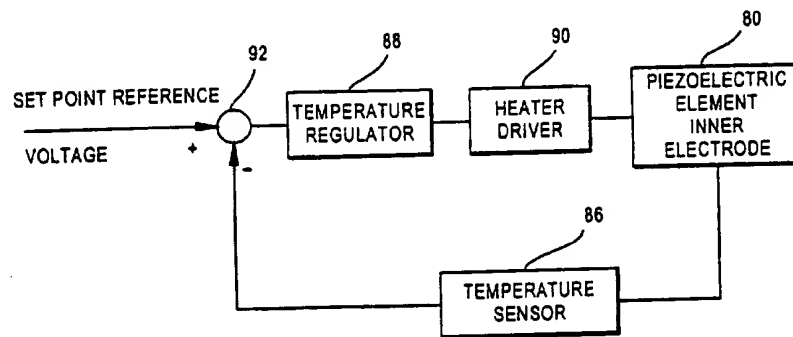 92
88
90
80
SET POINT REFERENCE
VOLTAGE
+
-
TEMPERATURE
REGULATOR
HEATER
DRIVER
PIEZOELECTRIC
ELEMENT
INNER
ELECTRODE
86
TEMPERATURE
SENSOR